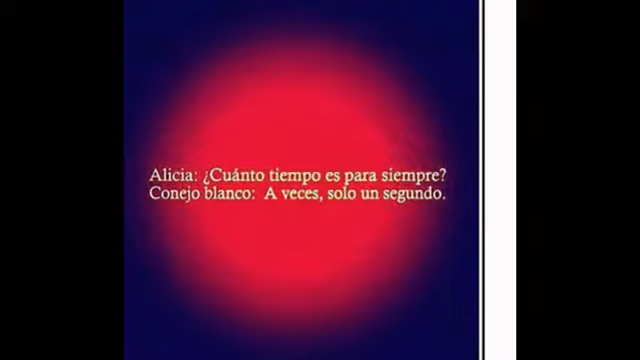 Alicia: ¿Cuánto tiempo es para siempre?
Conejo blanco:  A veces, solo un segundo.